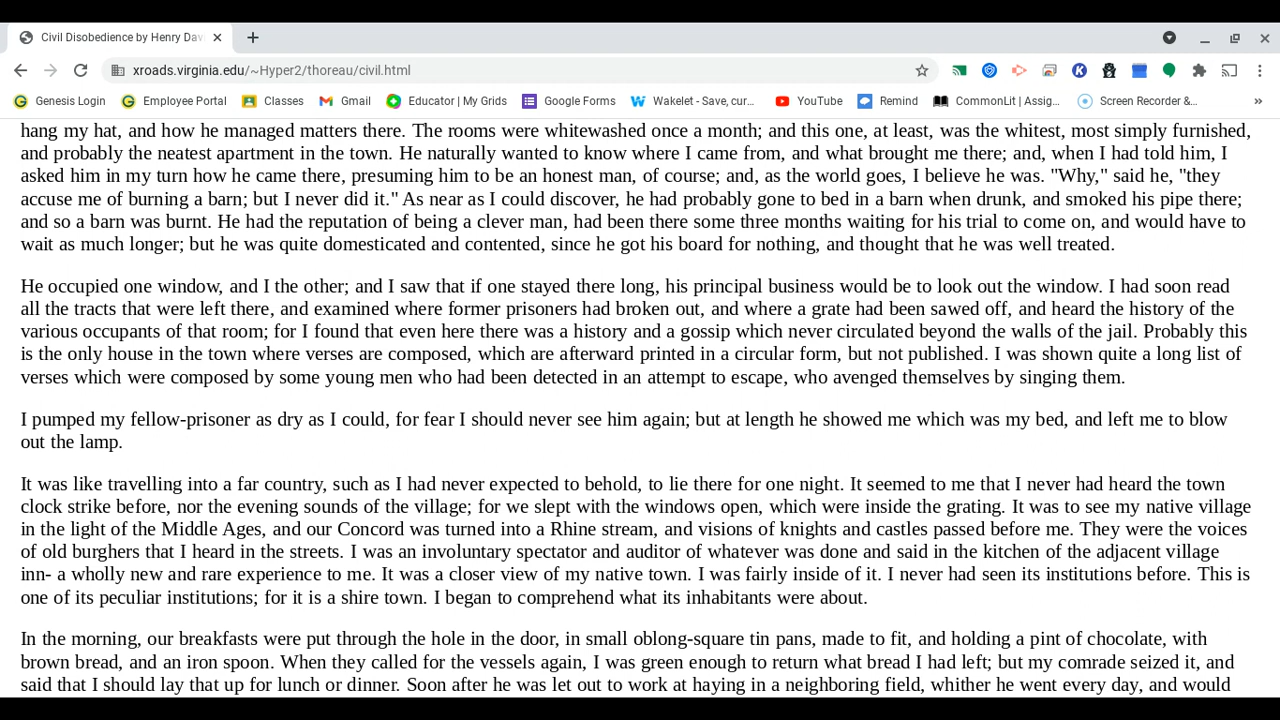 Civil Disobedience by Henry Dav
xroads.virginia.edu/~Hyper2/thoreau/civil.html
Genesis Login Employee Portal Classes Gmail Educator | My Grids Google Forms Wakelet - Save, cur... YouTube Remind CommonLit | Assig... Screen Recorder &... »
hang my hat, and how he managed matters there. The rooms were whitewashed once a month; and this one, at least, was the whitest, most simply furnished,
and probably the neatest apartment in the town. He naturally wanted to know where I came from, and what brought me there; and, when I had told him, I
asked him in my turn how he came there, presuming him to be an honest man, of course; and, as the world goes, I believe he was. "Why," said he, "they
accuse me of burning a barn; but I never did it." As near as I could discover, he had probably gone to bed in a barn when drunk, and smoked his pipe there;
and so a barn was burnt. He had the reputation of being a clever man, had been there some three months waiting for his trial to come on, and would have to
wait as much longer; but he was quite domesticated and contented, since he got his board for nothing, and thought that he was well treated.
He occupied one window, and I the other; and I saw that if one stayed there long, his principal business would be to look out the window. I had soon read
all the tracts that were left there, and examined where former prisoners had broken out, and where a grate had been sawed off, and heard the history of the
various occupants of that room; for I found that even here there was a history and a gossip which never circulated beyond the walls of the jail. Probably this
is the only house in the town where verses are composed, which are afterward printed in a circular form, but not published. I was shown quite a long list of
verses which were composed by some young men who had been detected in an attempt to escape, who avenged themselves by singing them.
I pumped my fellow-prisoner as dry as I could, for fear I should never see him again; but at length he showed me which was my bed, and left me to blow
out the lamp.
It was like travelling into a far country, such as I had never expected to behold, to lie there for one night. It seemed to me that I never had heard the town
clock strike before, nor the evening sounds of the village; for we slept with the windows open, which were inside the grating. It was to see my native village
in the light of the Middle Ages, and our Concord was turned into a Rhine stream, and visions of knights and castles passed before me. They were the voices
of old burghers that I heard in the streets. I was an involuntary spectator and auditor of whatever was done and said in the kitchen of the adjacent village
inn- a wholly new and rare experience to me. It was a closer view of my native town. I was fairly inside of it. I never had seen its institutions before. This is
one of its peculiar institutions; for it is a shire town. I began to comprehend what its inhabitants were about.
In the morning, our breakfasts were put through the hole in the door, in small oblong-square tin pans, made to fit, and holding a pint of chocolate, with
brown bread, and an iron spoon. When they called for the vessels again, I was green enough to return what bread I had left; but my comrade seized it, and
said that I should lay that up for lunch or dinner. Soon after he was let out to work at haying in a neighboring field, whither he went every day, and would